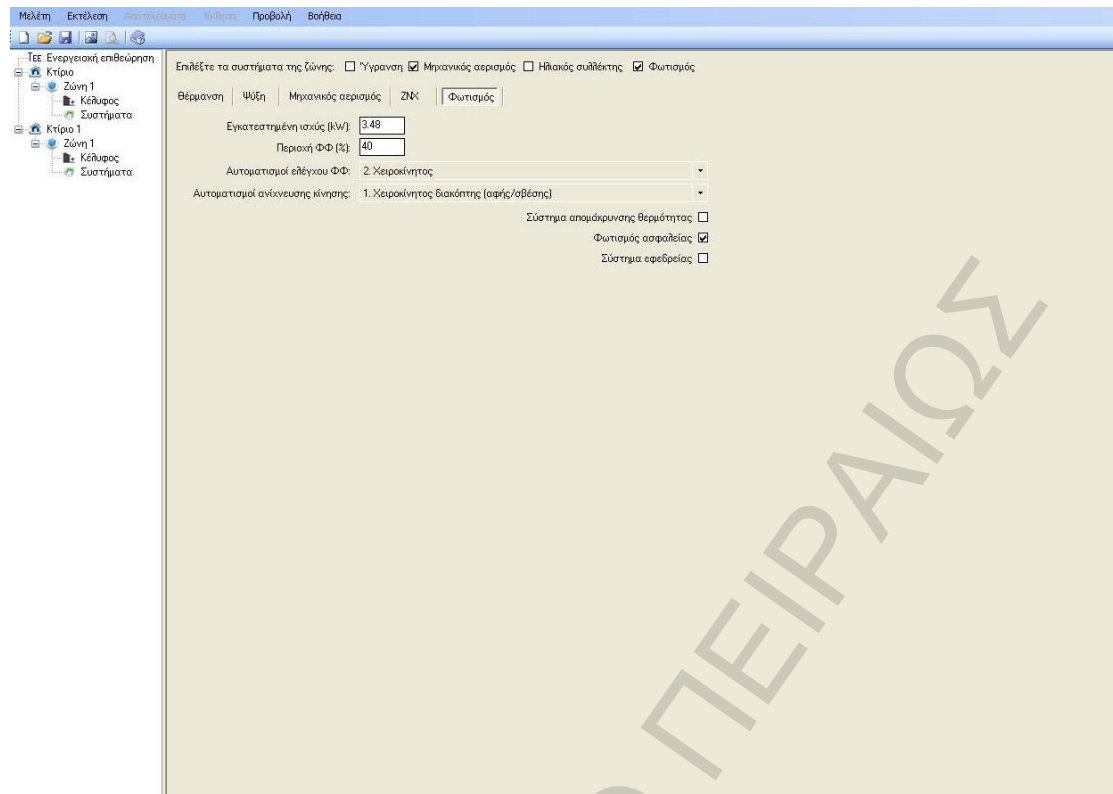 Μελέτη Εκτέλεση Αποτελέσματα Έκθεση Προβολή Βοήθεια
ΤΕΕ Ενεργειακή επιθεώρηση
Κτίριο
Ζώνη 1
Κέλυφος
Συστήματα
Κτίριο 1
Ζώνη 1
Κέλυφος
Συστήματα
Επιλέξτε τα συστήματα της ζώνης: Ύγρανση Μηχανικός αερισμός Ηλιακός συλλέκτης Φωτισμός
Θέρμανση Ψύξη Μηχανικός αερισμός ΖΝΧ Φωτισμός
Εγκατεστημένη ισχύς (kW): 3.48
Περιοχή ΦΦ (%): 40
Αυτοματισμοί ελέγχου ΦΦ: 2. Χειροκίνητος
Αυτοματισμοί ανίχνευσης κίνησης: 1. Χειροκίνητος διακόπτης (αφής/σβέσης)
Σύστημα απομάκρυνσης θερμότητας
Φωτισμός ασφαλείας
Σύστημα εφεδρείας
ΠΕΙΡΑΙΩΣ